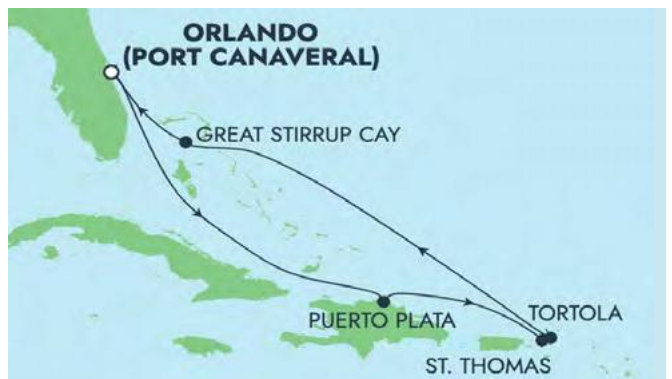 ORLANDO
(PORT CANAVERAL)
GREAT STIRRUP CAY
PUERTO PLATA
TORTOLA
ST. THOMAS